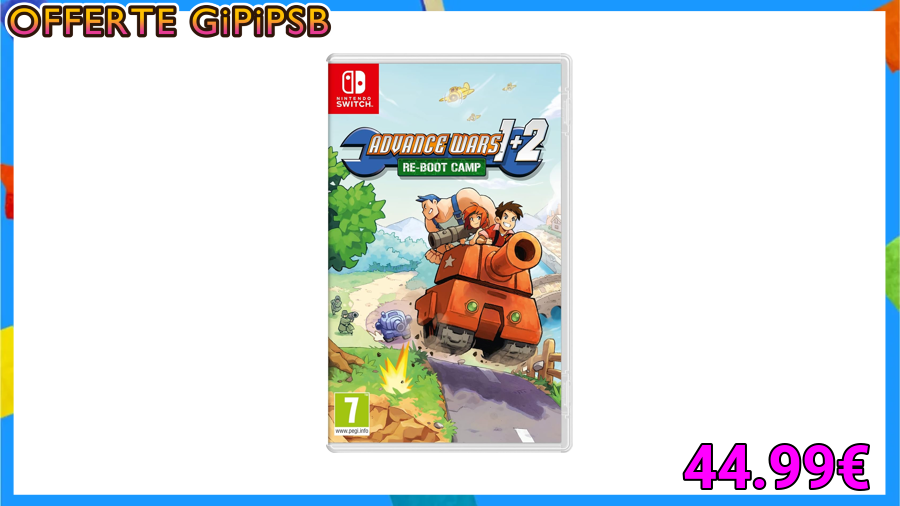 OFFERTE GiPiPSB
NINTENDO
SWITCH.
ADVANCE WARS 1+2
RE-BOOT CAMP
7
www.pegi.info
44.99€